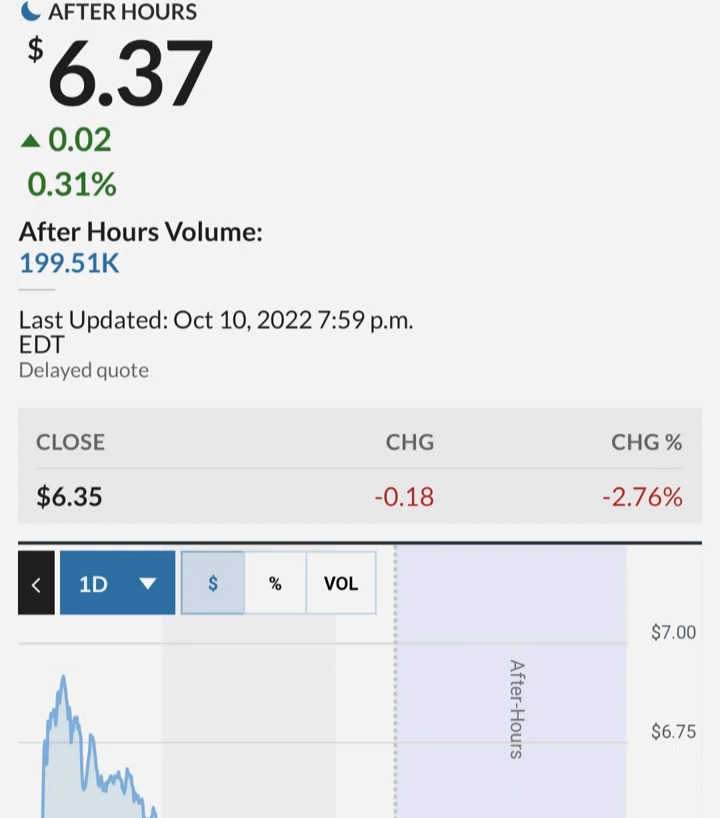 AFTER HOURS
$6.37
0.02
0.31%
After Hours Volume:
199.51K
Last Updated: Oct 10, 2022 7:59 p.m.
EDT
Delayed quote
CLOSE CHG CHG %
$6.35 -0.18 -2.76%
< 1D ▼ $ % VOL
$7.00
After-Hours
$6.75